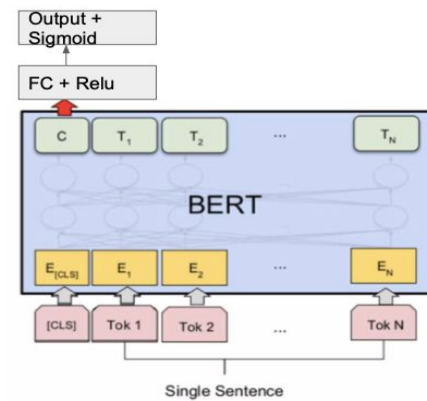 Output +
Sigmoid
FC + Relu
C T1 T2 ... TN
BERT
E[CLS] E1 E2 ... EN
[CLS] Tok 1 Tok 2 ... Tok N
Single Sentence